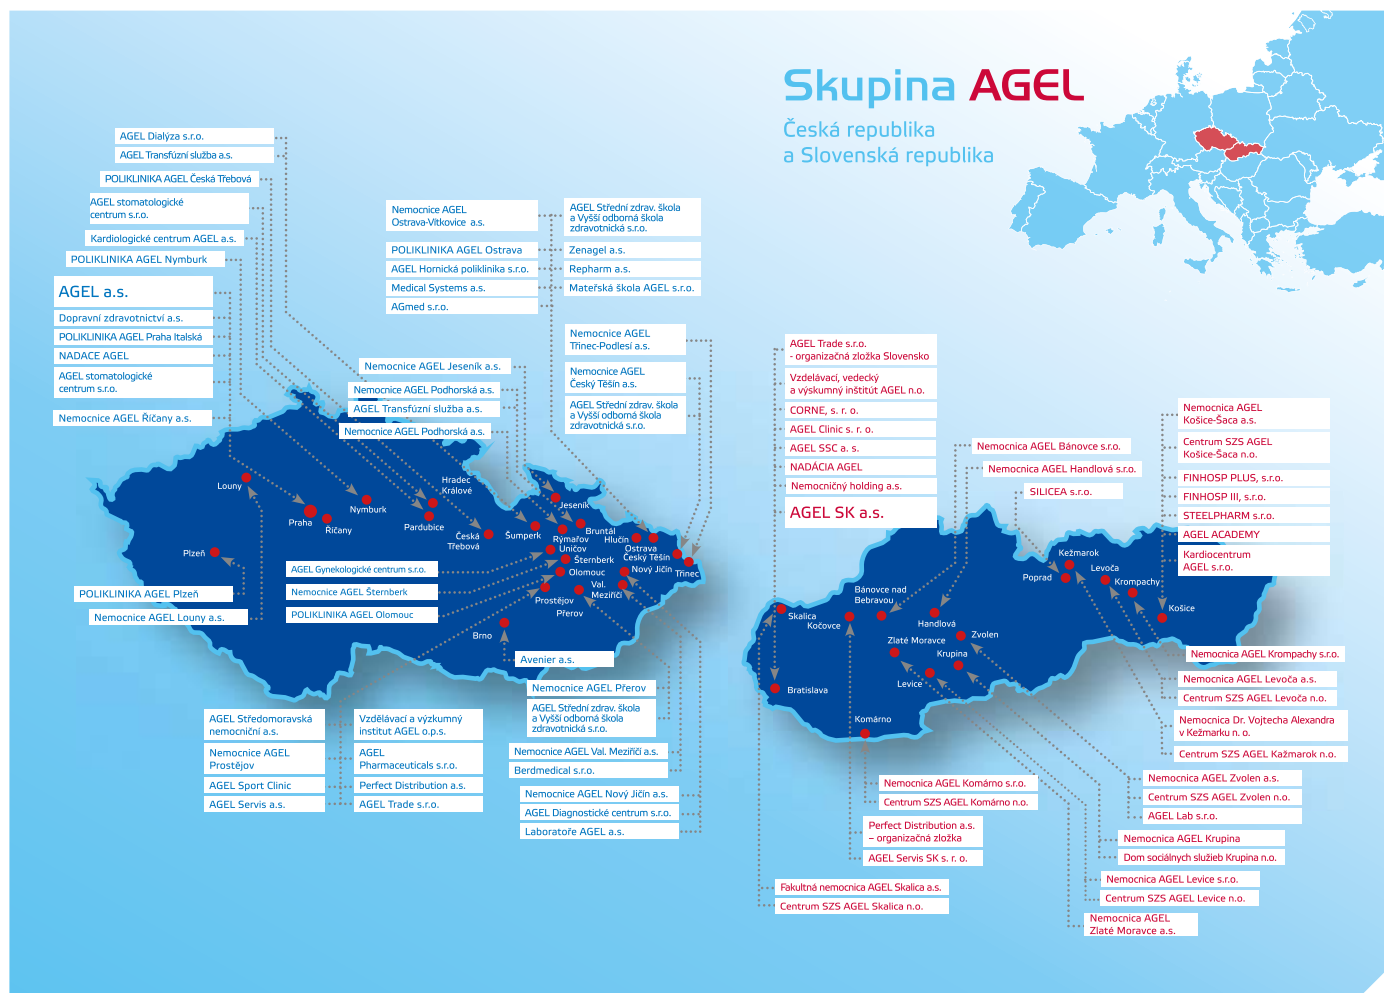 Skupina AGEL
Česká republika
a Slovenská republika
AGEL Dialýza s.r.o.
AGEL Transfúzní služba a.s.
POLIKLINIKA AGEL Česká Třebová
AGEL stomatologické
centrum s.r.o.
Kardiologické centrum AGEL a.s.
POLIKLINIKA AGEL Nymburk
AGEL a.s.
Dopravní zdravotnictví a.s.
POLIKLINIKA AGEL Praha Italská
NADACE AGEL
AGEL stomatologické
centrum s.r.o.
Nemocnice AGEL Říčany a.s.
Nemocnice AGEL
Ostrava-Vítkovice a.s.
POLIKLINIKA AGEL Ostrava
AGEL Hornická poliklinika s.r.o.
Medical Systems a.s.
AGmed s.r.o.
AGEL Střední zdrav. škola
a Vyšší odborná škola
zdravotnická s.r.o.
Zenagel a.s.
Repharm a.s.
Mateřská škola AGEL s.r.o.
Nemocnice AGEL
Třinec-Podlesí a.s.
Nemocnice AGEL
Český Těšín a.s.
AGEL Střední zdrav. škola
a Vyšší odborná škola
zdravotnická s.r.o.
Nemocnice AGEL Jeseník a.s.
Nemocnice AGEL Podhorská a.s.
AGEL Transfúzní služba a.s.
Nemocnice AGEL Podhorská a.s.
Louny
Praha
Říčany
Nymburk
Hradec
Králové
Pardubice
Česká
Třebová
Plzeň
Šumperk
Jeseník
Rýmařov
Bruntál
Uničov
Šternberk
Olomouc
Hlučín
Ostrava
Český Těšín
Nový Jičín
Třinec
Val.
Meziříčí
Prostějov
Přerov
Brno
AGEL Gynekologické centrum s.r.o.
Nemocnice AGEL Šternberk
POLIKLINIKA AGEL Olomouc
POLIKLINIKA AGEL Plzeň
Nemocnice AGEL Louny a.s.
Avenier a.s.
Nemocnice AGEL Přerov
AGEL Střední zdrav. škola
a Vyšší odborná škola
zdravotnická s.r.o.
Nemocnice AGEL Val. Meziříčí a.s.
Berdmedical s.r.o.
Nemocnice AGEL Nový Jičín a.s.
AGEL Diagnostické centrum s.r.o.
Laboratoře AGEL a.s.
AGEL Středomoravská
nemocniční a.s.
Nemocnice AGEL
Prostějov
AGEL Sport Clinic
AGEL Servis a.s.
Vzdělávací a výzkumný
institut AGEL o.p.s.
AGEL
Pharmaceuticals s.r.o.
Perfect Distribution a.s.
AGEL Trade s.r.o.
AGEL Trade s.r.o.
- organizačná zložka Slovensko
Vzdelávací, vedecký
a výskumný inštitút AGEL n.o.
CORNE, s. r. o.
AGEL Clinic s. r. o.
AGEL SSC a. s.
NADÁCIA AGEL
Nemocničný holding a.s.
AGEL SK a.s.
Nemocnica AGEL Bánovce s.r.o.
Nemocnica AGEL Handlová s.r.o.
SILICEA s.r.o.
Nemocnica AGEL
Košice-Šaca a.s.
Centrum SZS AGEL
Košice-Šaca n.o.
FINHOSP PLUS, s.r.o.
FINHOSP III, s.r.o.
STEELPHARM s.r.o.
AGEL ACADEMY
Kardiocentrum
AGEL s.r.o.
Kežmarok
Poprad
Levoča
Krompachy
Košice
Bánovce nad
Bebravou
Skalica
Kočovce
Handlová
Zvolen
Zlaté Moravce
Krupina
Levice
Bratislava
Komárno
Nemocnica AGEL Krompachy s.r.o.
Nemocnica AGEL Levoča a.s.
Centrum SZS AGEL Levoča n.o.
Nemocnica Dr. Vojtecha Alexandra
v Kežmarku n. o.
Centrum SZS AGEL Kažmarok n.o.
Nemocnica AGEL Zvolen a.s.
Centrum SZS AGEL Zvolen n.o.
AGEL Lab s.r.o.
Nemocnica AGEL Krupina
Dom sociálnych služieb Krupina n.o.
Nemocnica AGEL Levice s.r.o.
Centrum SZS AGEL Levice n.o.
Nemocnica AGEL
Zlaté Moravce a.s.
Nemocnica AGEL Komárno s.r.o.
Centrum SZS AGEL Komárno n.o.
Perfect Distribution a.s.
– organizačná zložka
AGEL Servis SK s. r. o.
Fakultná nemocnica AGEL Skalica a.s.
Centrum SZS AGEL Skalica n.o.